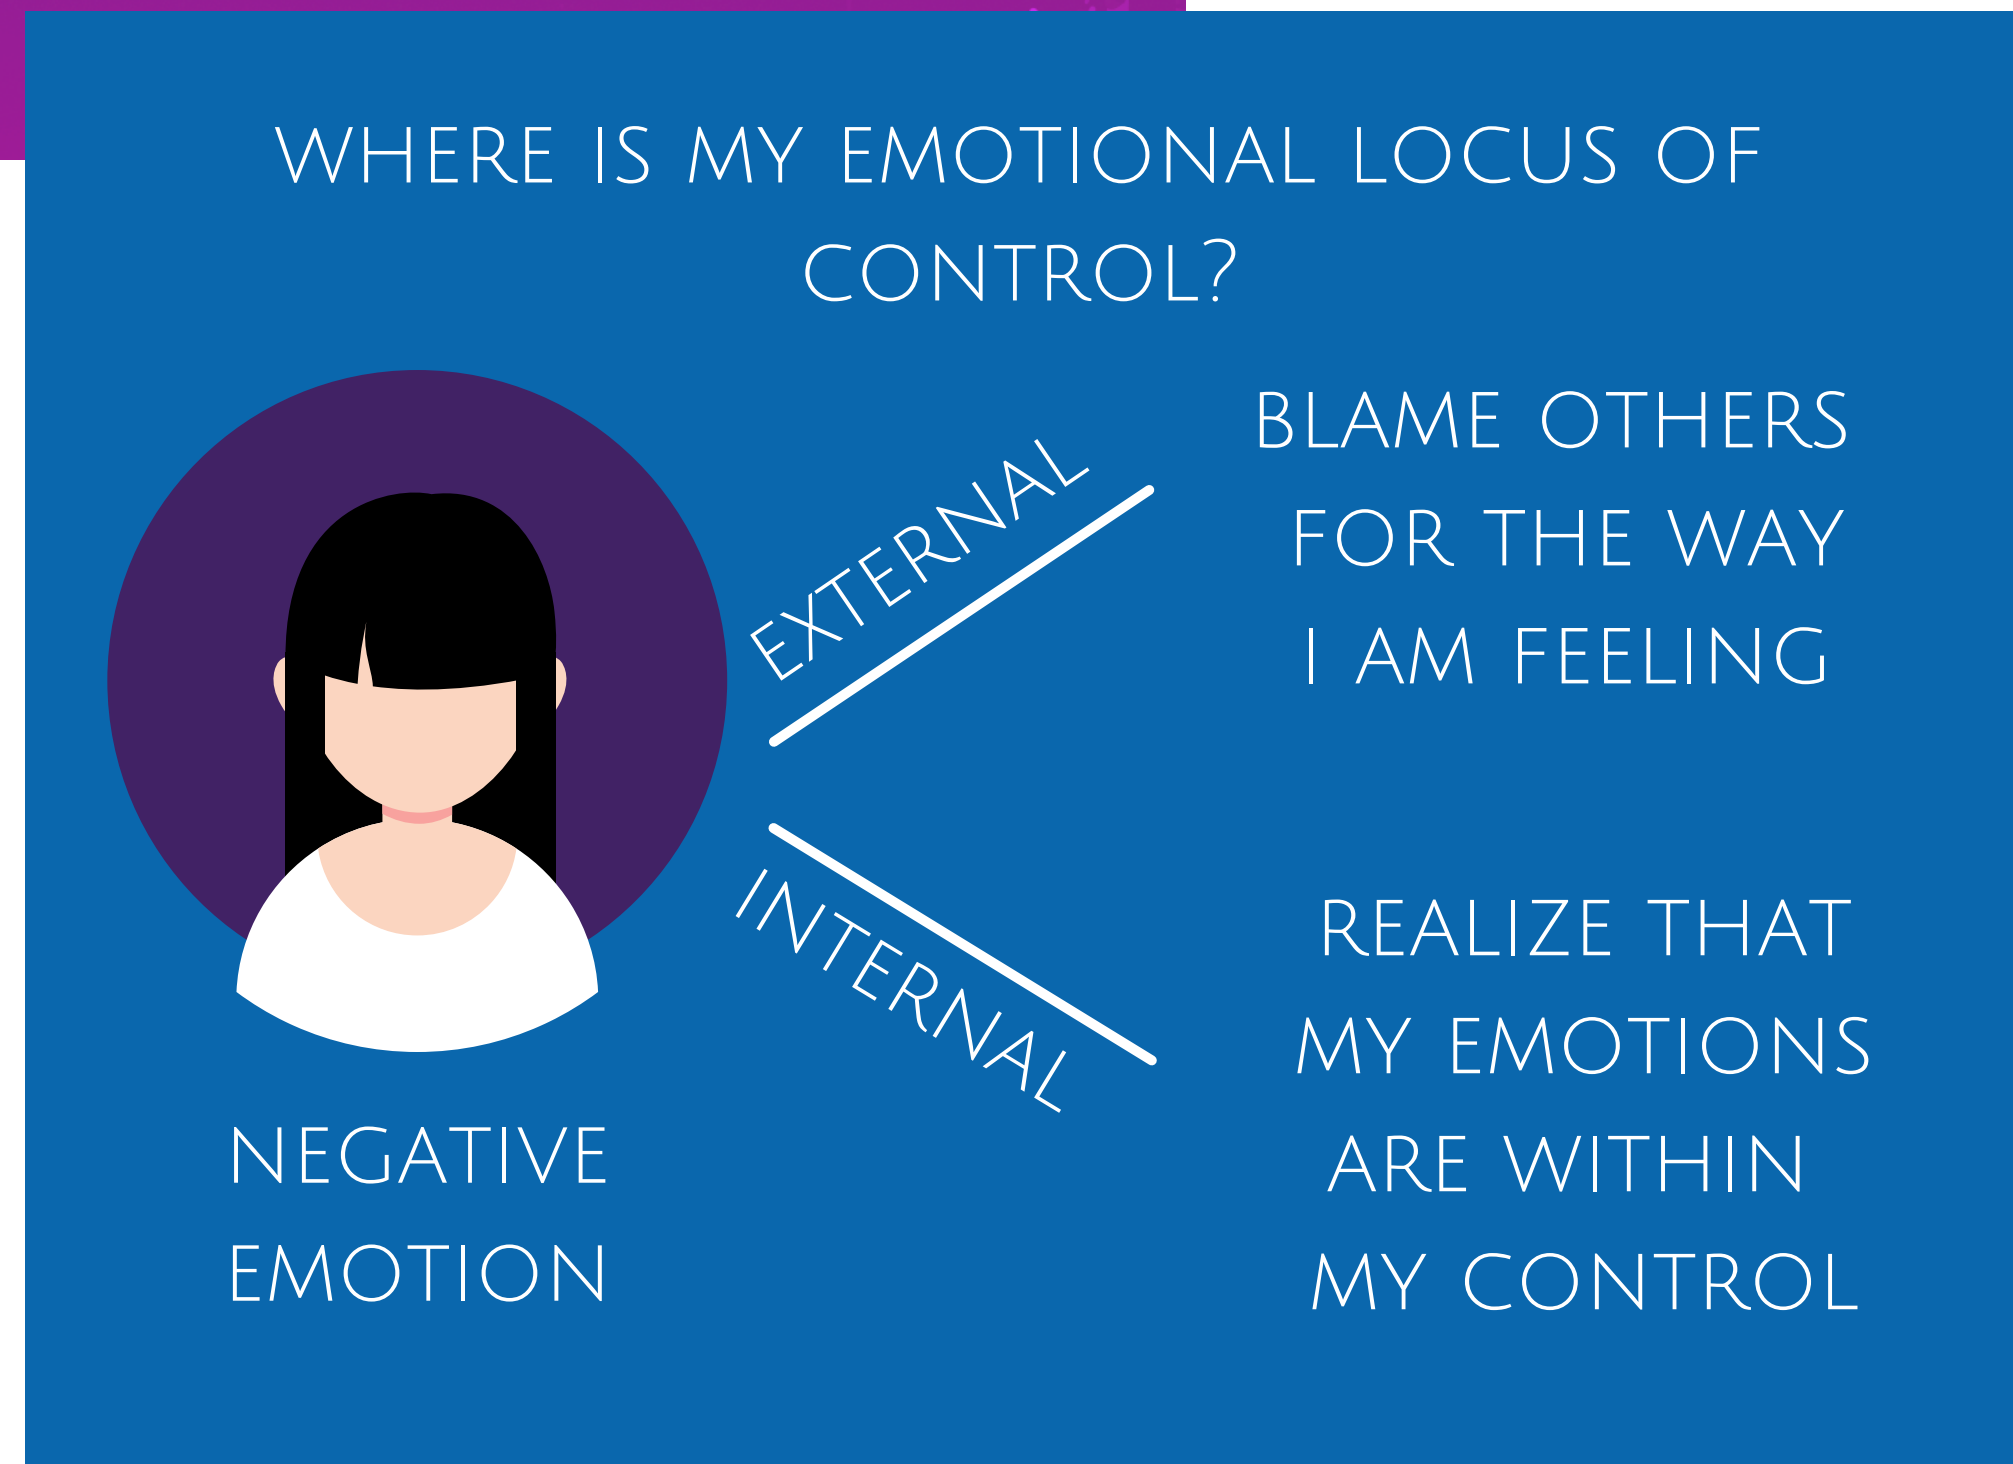 WHERE IS MY EMOTIONAL LOCUS OF
CONTROL?
EXTERNAL
BLAME OTHERS
FOR THE WAY
I AM FEELING
INTERNAL
REALIZE THAT
MY EMOTIONS
ARE WITHIN
MY CONTROL
NEGATIVE
EMOTION